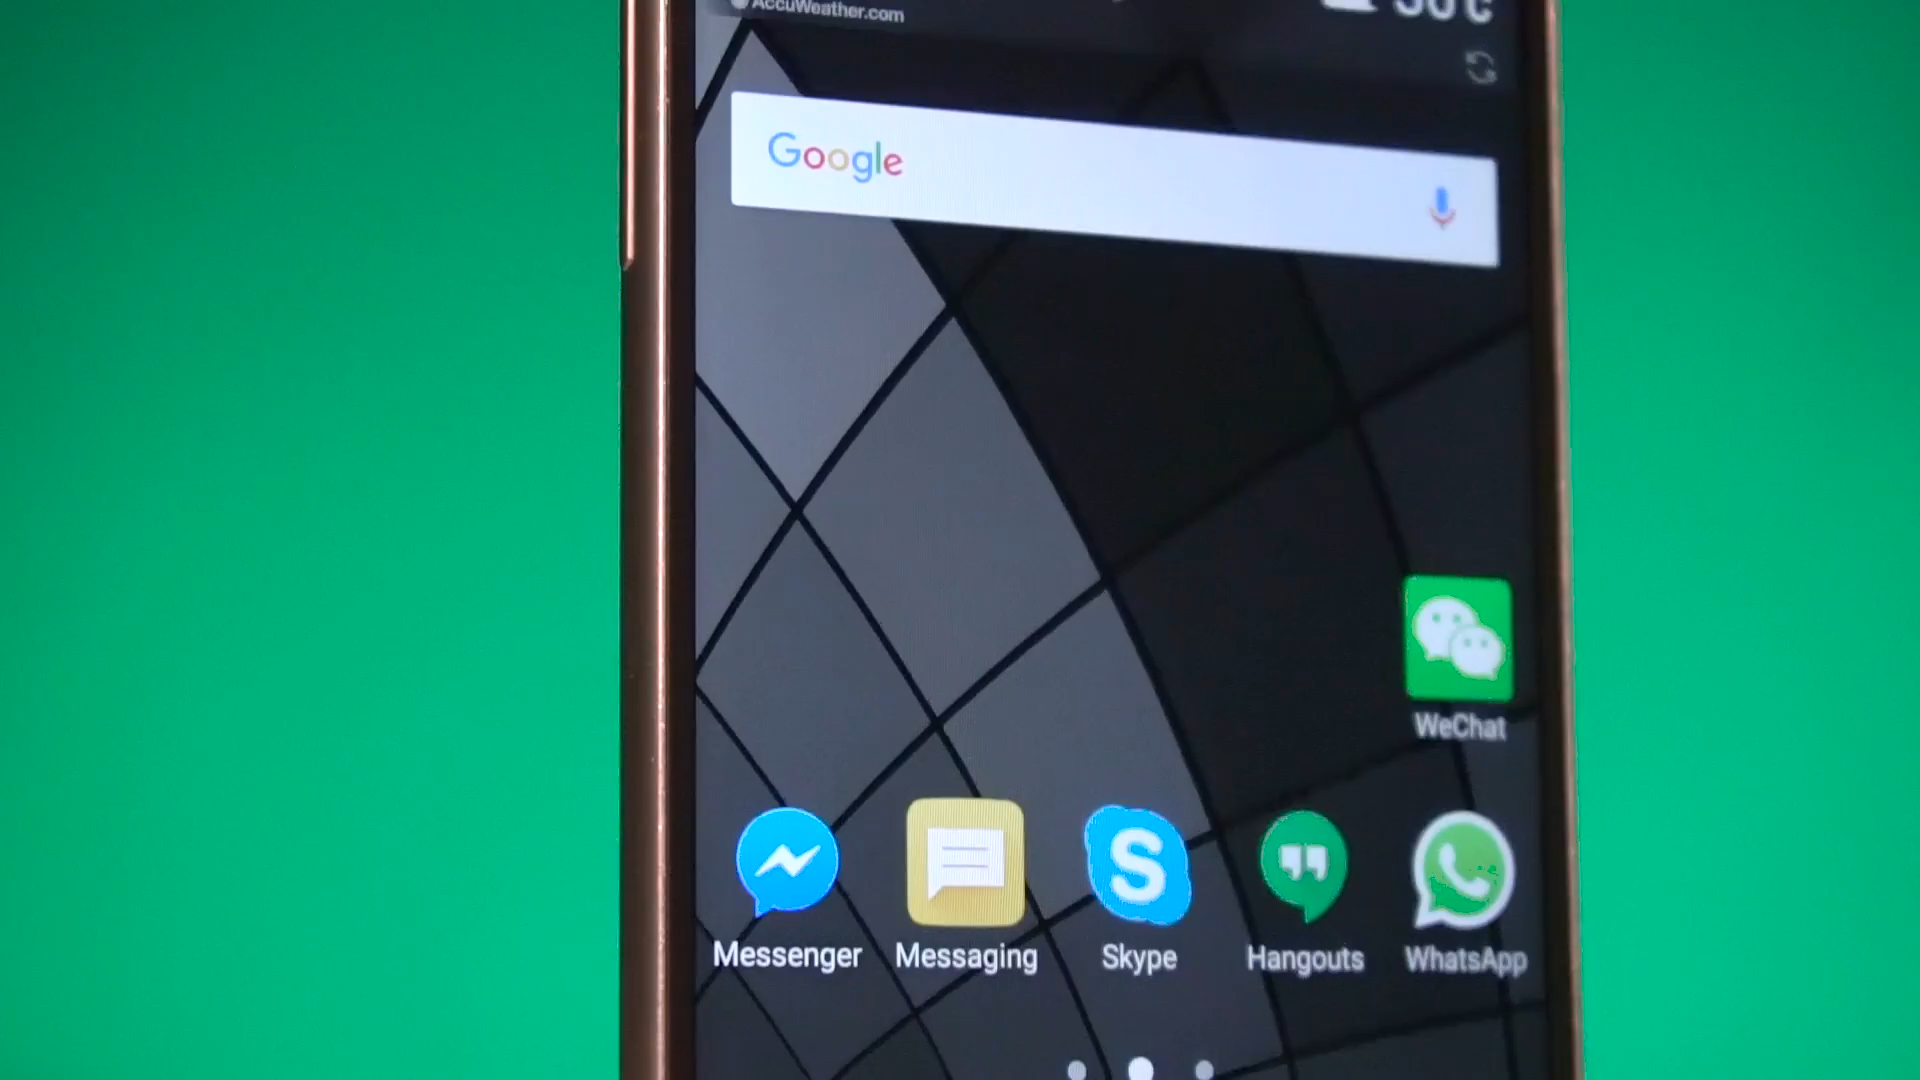 AccuWeather.com
Google
WeChat
Messenger
Messaging
Skype
Hangouts
WhatsApp